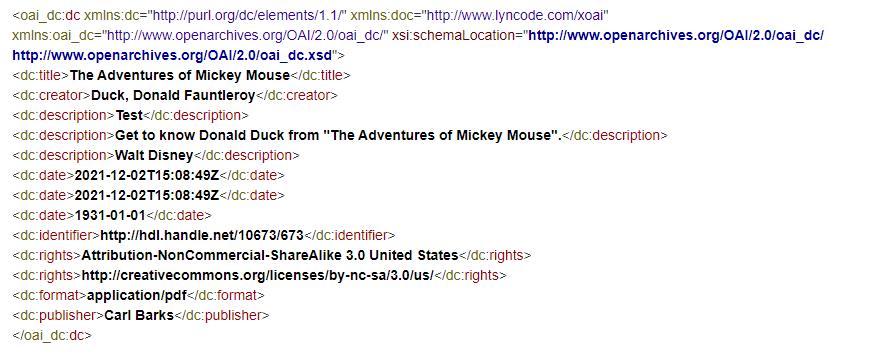 <oai_dc:dc xmlns:dc="http://purl.org/dc/elements/1.1/" xmlns:doc="http://www.lyncode.com/xoai"
xmlns:oai_dc="http://www.openarchives.org/OAI/2.0/oai_dc/" xsi:schemaLocation="http://www.openarchives.org/OAI/2.0/oai_dc/
http://www.openarchives.org/OAI/2.0/oai_dc.xsd">
<dc:title>The Adventures of Mickey Mouse</dc:title>
<dc:creator>Duck, Donald Fauntleroy</dc:creator>
<dc:description>Test</dc:description>
<dc:description>Get to know Donald Duck from "The Adventures of Mickey Mouse".</dc:description>
<dc:description>Walt Disney</dc:description>
<dc:date>2021-12-02T15:08:49Z</dc:date>
<dc:date>2021-12-02T15:08:49Z</dc:date>
<dc:date>1931-01-01</dc:date>
<dc:identifier>http://hdl.handle.net/10673/673</dc:identifier>
<dc:rights>Attribution-NonCommercial-ShareAlike 3.0 United States</dc:rights>
<dc:rights>http://creativecommons.org/licenses/by-nc-sa/3.0/us/</dc:rights>
<dc:format>application/pdf</dc:format>
<dc:publisher>Carl Barks</dc:publisher>
</oai_dc:dc>